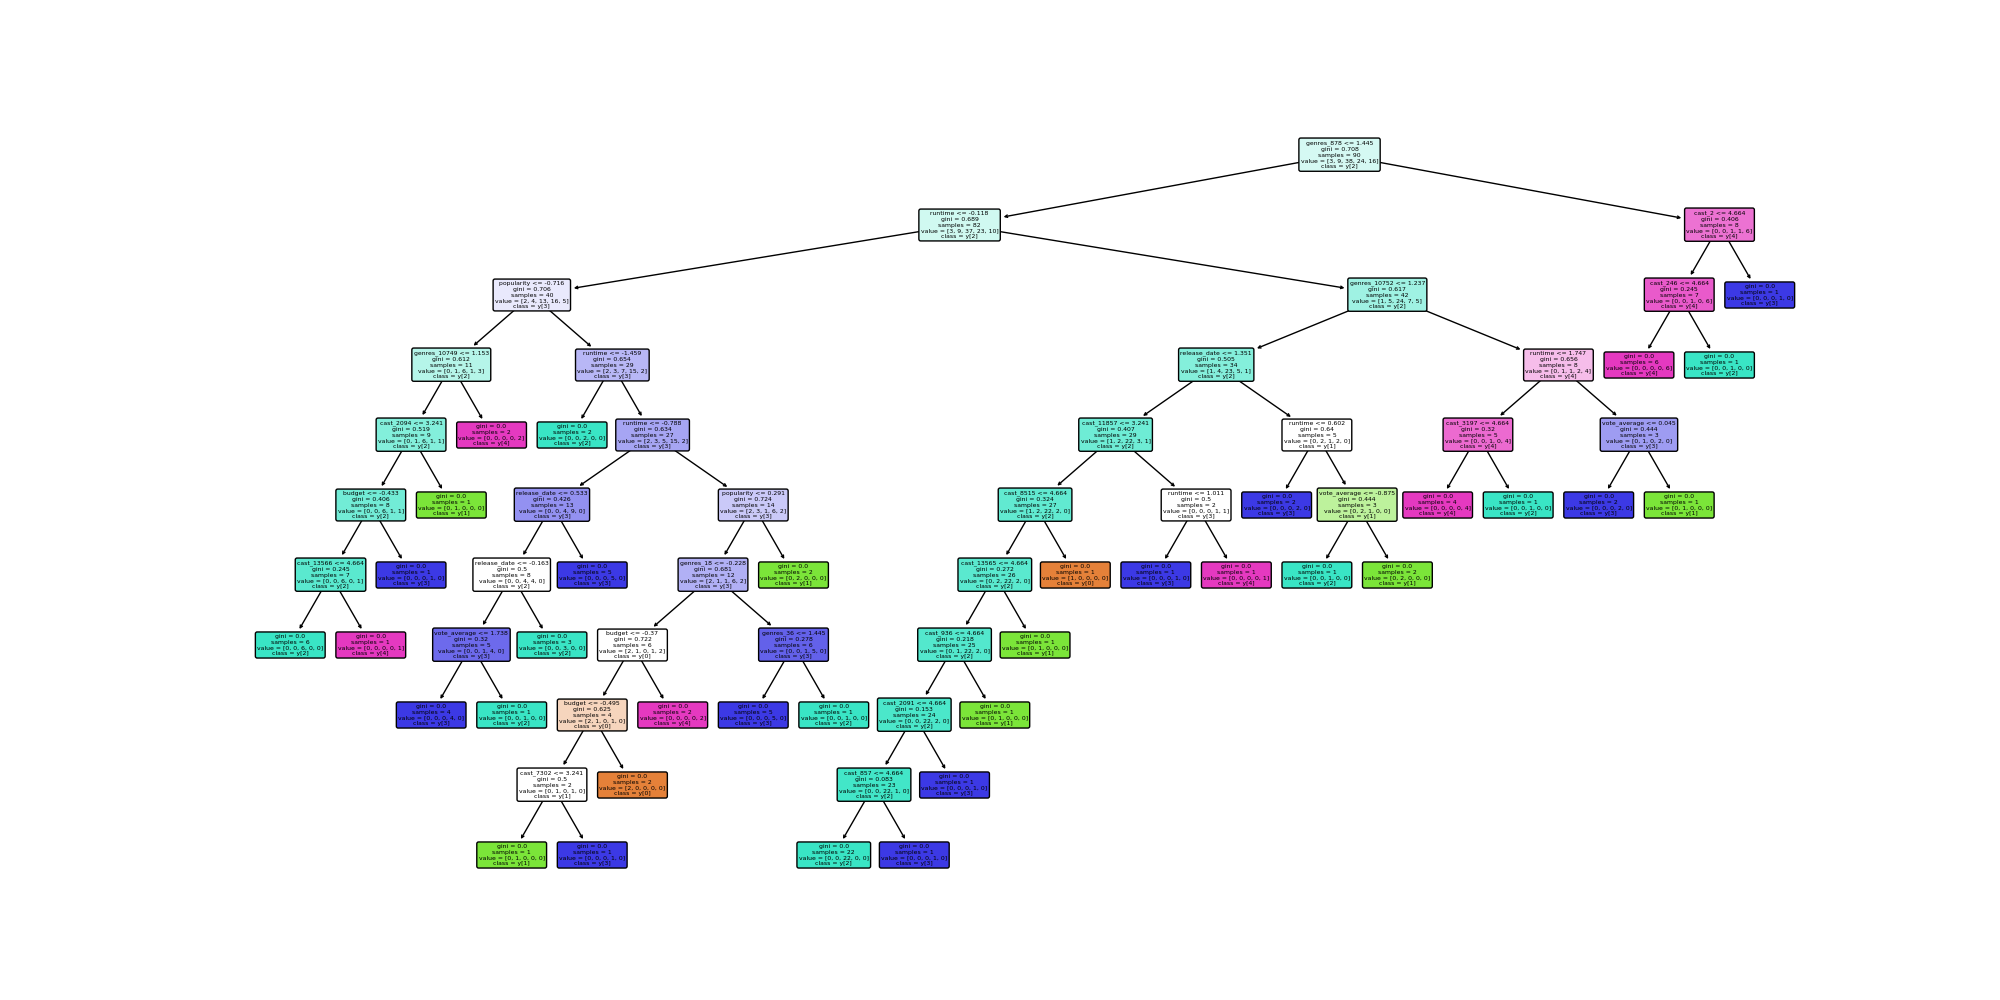 genres_878 <= 1.445
gini = 0.708
samples = 90
value = [3, 9, 38, 24, 16]
class = y[2]
runtime <= -0.118
gini = 0.689
samples = 82
value = [3, 9, 37, 23, 10]
class = y[2]
cast_2 <= 4.664
gini = 0.406
samples = 8
value = [0, 0, 1, 1, 6]
class = y[4]
popularity <= -0.716
gini = 0.706
samples = 40
value = [2, 4, 13, 16, 5]
class = y[3]
genres_10752 <= 1.237
gini = 0.617
samples = 42
value = [1, 5, 24, 7, 5]
class = y[2]
cast_246 <= 4.664
gini = 0.245
samples = 7
value = [0, 0, 1, 0, 6]
class = y[4]
gini = 0.0
samples = 1
value = [0, 0, 0, 1, 0]
class = y[3]
genres_10749 <= 1.153
gini = 0.612
samples = 11
value = [0, 1, 6, 1, 3]
class = y[2]
runtime <= -1.459
gini = 0.654
samples = 29
value = [2, 3, 7, 15, 2]
class = y[3]
release_date <= 1.351
gini = 0.505
samples = 34
value = [1, 4, 23, 5, 1]
class = y[2]
runtime <= 1.747
gini = 0.656
samples = 8
value = [0, 1, 1, 2, 4]
class = y[4]
gini = 0.0
samples = 6
value = [0, 0, 0, 0, 6]
class = y[4]
gini = 0.0
samples = 1
value = [0, 0, 1, 0, 0]
class = y[2]
cast_2094 <= 3.241
gini = 0.519
samples = 9
value = [0, 1, 6, 1, 1]
class = y[2]
gini = 0.0
samples = 2
value = [0, 0, 0, 0, 2]
class = y[4]
gini = 0.0
samples = 2
value = [0, 0, 2, 0, 0]
class = y[2]
runtime <= -0.788
gini = 0.634
samples = 27
value = [2, 3, 5, 15, 2]
class = y[3]
cast_11857 <= 3.241
gini = 0.407
samples = 29
value = [1, 2, 22, 3, 1]
class = y[2]
runtime <= 0.602
gini = 0.64
samples = 5
value = [0, 2, 1, 2, 0]
class = y[1]
cast_3197 <= 4.664
gini = 0.32
samples = 5
value = [0, 0, 1, 0, 4]
class = y[4]
vote_average <= 0.045
gini = 0.444
samples = 3
value = [0, 1, 0, 2, 0]
class = y[3]
budget <= -0.433
gini = 0.406
samples = 8
value = [0, 0, 6, 1, 1]
class = y[2]
gini = 0.0
samples = 1
value = [0, 1, 0, 0, 0]
class = y[1]
release_date <= 0.533
gini = 0.426
samples = 13
value = [0, 0, 4, 9, 0]
class = y[3]
popularity <= 0.291
gini = 0.724
samples = 14
value = [2, 3, 1, 6, 2]
class = y[3]
cast_8515 <= 4.664
gini = 0.324
samples = 27
value = [1, 2, 22, 2, 0]
class = y[2]
runtime <= 1.011
gini = 0.5
samples = 2
value = [0, 0, 0, 1, 1]
class = y[3]
gini = 0.0
samples = 2
value = [0, 0, 0, 2, 0]
class = y[3]
vote_average <= -0.875
gini = 0.444
samples = 3
value = [0, 2, 1, 0, 0]
class = y[1]
gini = 0.0
samples = 4
value = [0, 0, 0, 0, 4]
class = y[4]
gini = 0.0
samples = 1
value = [0, 0, 1, 0, 0]
class = y[2]
gini = 0.0
samples = 2
value = [0, 0, 0, 2, 0]
class = y[3]
gini = 0.0
samples = 1
value = [0, 1, 0, 0, 0]
class = y[1]
cast_13566 <= 4.664
gini = 0.245
samples = 7
value = [0, 0, 6, 0, 1]
class = y[2]
gini = 0.0
samples = 1
value = [0, 0, 0, 1, 0]
class = y[3]
release_date <= -0.163
gini = 0.5
samples = 8
value = [0, 0, 4, 4, 0]
class = y[2]
gini = 0.0
samples = 5
value = [0, 0, 0, 5, 0]
class = y[3]
genres_18 <= -0.228
gini = 0.681
samples = 12
value = [2, 1, 1, 6, 2]
class = y[3]
gini = 0.0
samples = 2
value = [0, 2, 0, 0, 0]
class = y[1]
cast_13565 <= 4.664
gini = 0.272
samples = 26
value = [0, 2, 22, 2, 0]
class = y[2]
gini = 0.0
samples = 1
value = [1, 0, 0, 0, 0]
class = y[0]
gini = 0.0
samples = 1
value = [0, 0, 0, 1, 0]
class = y[3]
gini = 0.0
samples = 1
value = [0, 0, 0, 0, 1]
class = y[4]
gini = 0.0
samples = 1
value = [0, 0, 1, 0, 0]
class = y[2]
gini = 0.0
samples = 2
value = [0, 2, 0, 0, 0]
class = y[1]
gini = 0.0
samples = 6
value = [0, 0, 6, 0, 0]
class = y[2]
gini = 0.0
samples = 1
value = [0, 0, 0, 0, 1]
class = y[4]
vote_average <= 1.738
gini = 0.32
samples = 5
value = [0, 0, 1, 4, 0]
class = y[3]
gini = 0.0
samples = 3
value = [0, 0, 3, 0, 0]
class = y[2]
budget <= -0.37
gini = 0.722
samples = 6
value = [2, 1, 0, 1, 2]
class = y[0]
genres_36 <= 1.445
gini = 0.278
samples = 6
value = [0, 0, 1, 5, 0]
class = y[3]
cast_936 <= 4.664
gini = 0.218
samples = 25
value = [0, 1, 22, 2, 0]
class = y[2]
gini = 0.0
samples = 1
value = [0, 1, 0, 0, 0]
class = y[1]
gini = 0.0
samples = 4
value = [0, 0, 0, 4, 0]
class = y[3]
gini = 0.0
samples = 1
value = [0, 0, 1, 0, 0]
class = y[2]
budget <= -0.495
gini = 0.625
samples = 4
value = [2, 1, 0, 1, 0]
class = y[0]
gini = 0.0
samples = 2
value = [0, 0, 0, 0, 2]
class = y[4]
gini = 0.0
samples = 5
value = [0, 0, 0, 5, 0]
class = y[3]
gini = 0.0
samples = 1
value = [0, 0, 1, 0, 0]
class = y[2]
cast_2091 <= 4.664
gini = 0.153
samples = 24
value = [0, 0, 22, 2, 0]
class = y[2]
gini = 0.0
samples = 1
value = [0, 1, 0, 0, 0]
class = y[1]
cast_7302 <= 3.241
gini = 0.5
samples = 2
value = [0, 1, 0, 1, 0]
class = y[1]
gini = 0.0
samples = 2
value = [2, 0, 0, 0, 0]
class = y[0]
cast_857 <= 4.664
gini = 0.083
samples = 23
value = [0, 0, 22, 1, 0]
class = y[2]
gini = 0.0
samples = 1
value = [0, 0, 0, 1, 0]
class = y[3]
gini = 0.0
samples = 1
value = [0, 1, 0, 0, 0]
class = y[1]
gini = 0.0
samples = 1
value = [0, 0, 0, 1, 0]
class = y[3]
gini = 0.0
samples = 22
value = [0, 0, 22, 0, 0]
class = y[2]
gini = 0.0
samples = 1
value = [0, 0, 0, 1, 0]
class = y[3]